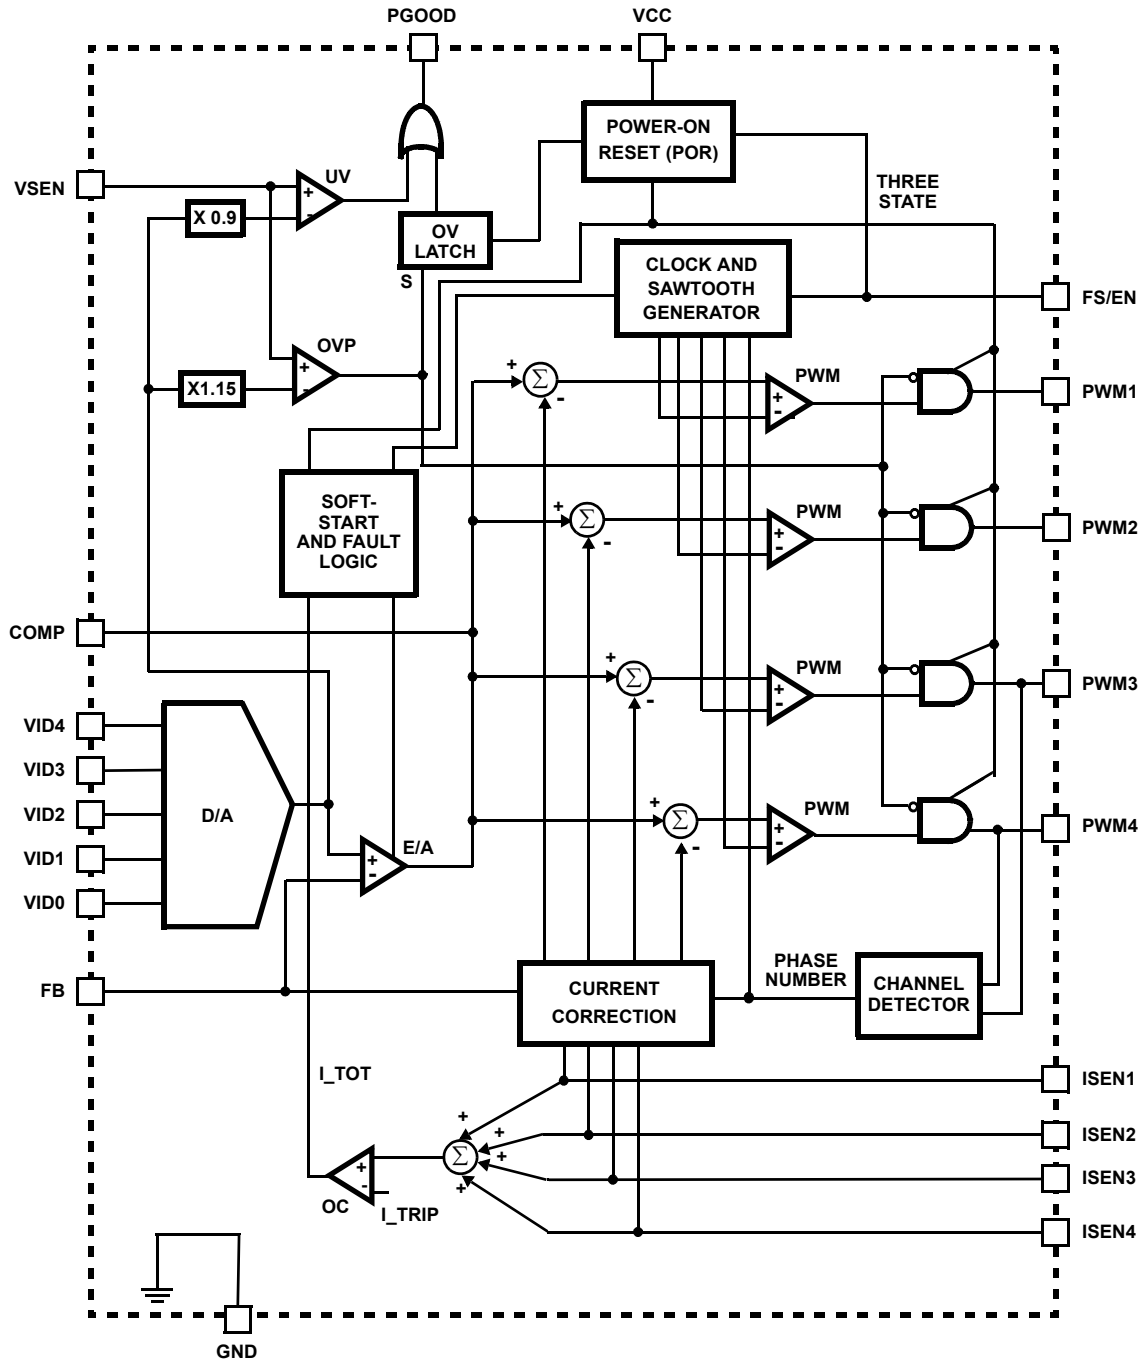 PGOOD
VCC
POWER-ON
RESET (POR)
VSEN
UV
+
-
X 0.9
THREE
STATE
OV
LATCH
S
CLOCK AND
SAWTOOTH
GENERATOR
FS/EN
OVP
+
-
X1.15
+
Σ
-
PWM
+
-
PWM1
SOFT-
START
AND FAULT
LOGIC
+
Σ
-
PWM
+
-
PWM2
COMP
+
Σ
-
PWM
+
-
PWM3
VID4
VID3
VID2
VID1
VID0
D/A
+
Σ
-
PWM
+
-
PWM4
E/A
+
-
FB
CURRENT
CORRECTION
PHASE
NUMBER
CHANNEL
DETECTOR
I_TOT
ISEN1
+
+
Σ
+
+
ISEN2
ISEN3
OC
+
-
I_TRIP
ISEN4
GND